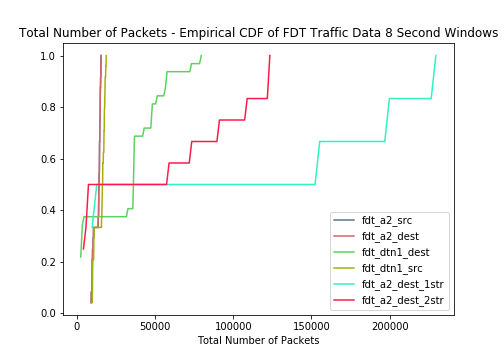 Total Number of Packets - Empirical CDF of FDT Traffic Data 8 Second Windows
1.0
0.8
0.6
0.4
0.2
0.0
fdt_a2_src
fdt_a2_dest
fdt_dtn1_dest
fdt_dtn1_src
fdt_a2_dest_1str
fdt_a2_dest_2str
0 50000 100000 150000 200000
Total Number of Packets